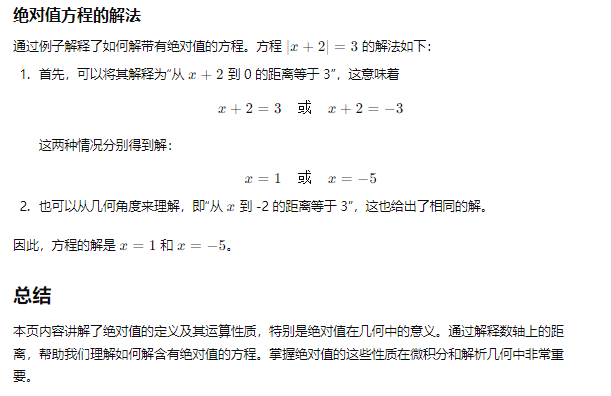 绝对值方程的解法
通过例子解释了如何解带有绝对值的方程。方程 |x + 2| = 3 的解法如下：
1. 首先，可以将其解释为“从 x + 2 到 0 的距离等于 3”，这意味着
x + 2 = 3 或 x + 2 = −3
这两种情况分别得到解：
x = 1 或 x = −5
2. 也可以从几何角度来理解，即“从 x 到 -2 的距离等于 3”，这也给出了相同的解。
因此，方程的解是 x = 1 和 x = −5。
总结
本页内容讲解了绝对值的定义及其运算性质，特别是绝对值在几何中的意义。通过解释数轴上的距
离，帮助我们理解如何解含有绝对值的方程。掌握绝对值的这些性质在微积分和解析几何中非常重
要。